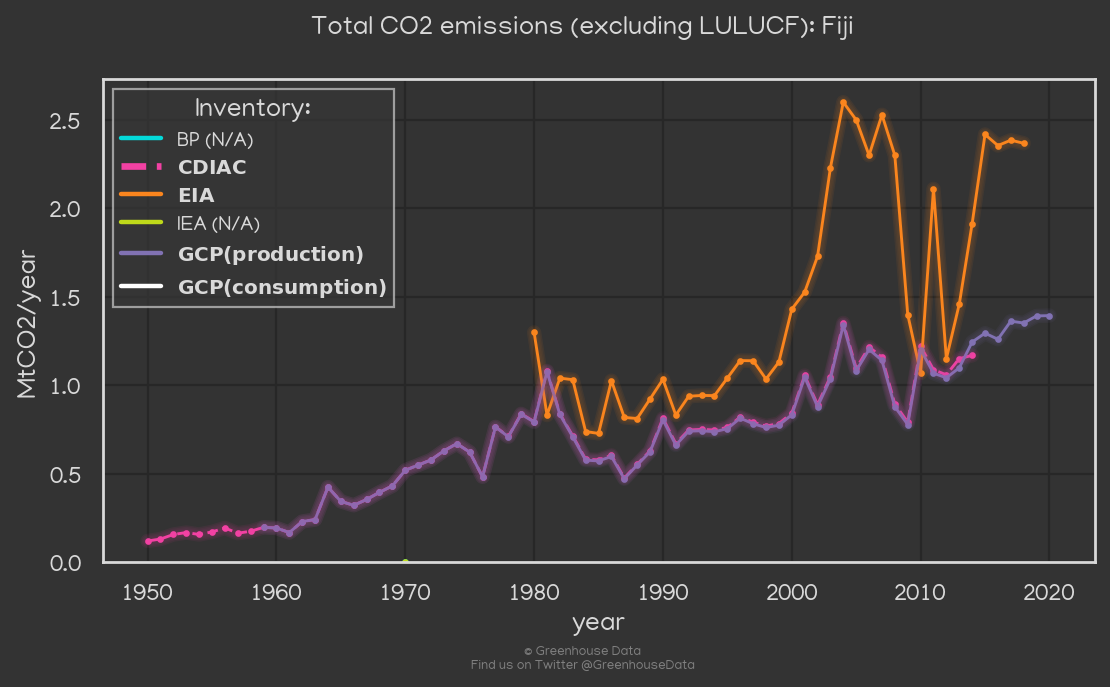 Total CO2 emissions (excluding LULUCF): Fiji
Inventory:
BP (N/A)
CDIAC
EIA
IEA (N/A)
GCP(production)
GCP(consumption)
MtCO2/year
2.5
2.0
1.5
1.0
0.5
0.0
1950 1960 1970 1980 1990 2000 2010 2020
year
© Greenhouse Data
Find us on Twitter @GreenhouseData